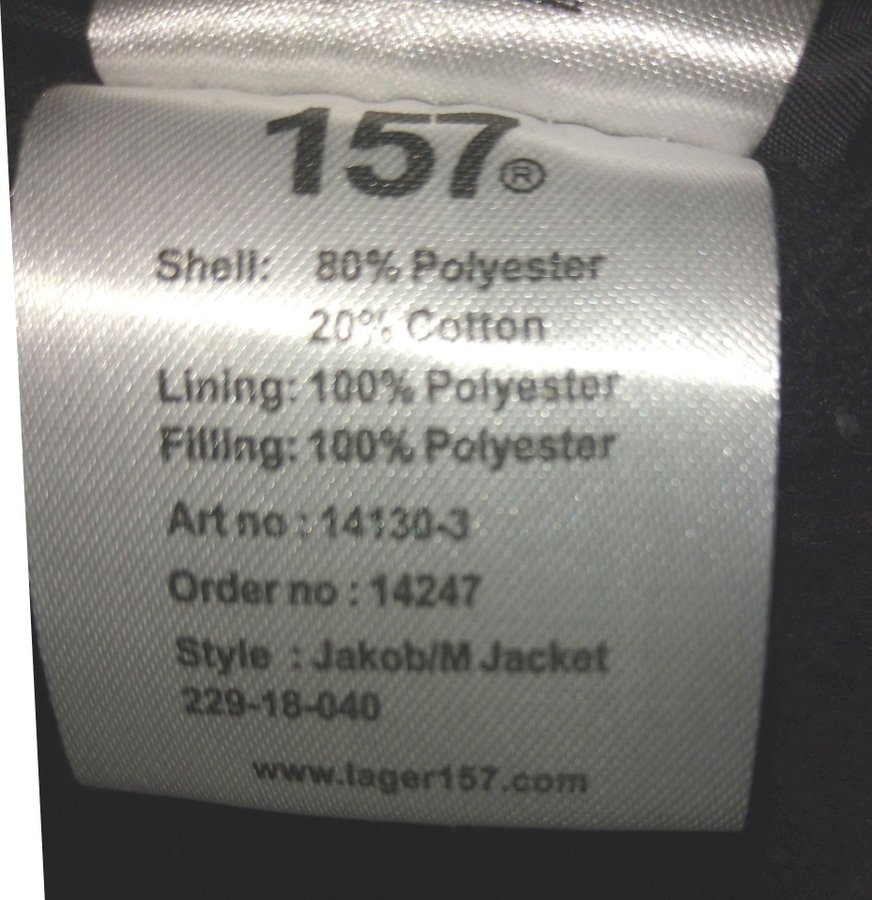 157®
Shell: 80% Polyester
20% Cotton
Lining: 100% Polyester
Filling: 100% Polyester
Art no : 14130-3
Order no : 14247
Style : Jakob/M Jacket
229-18-040
www.lager157.com